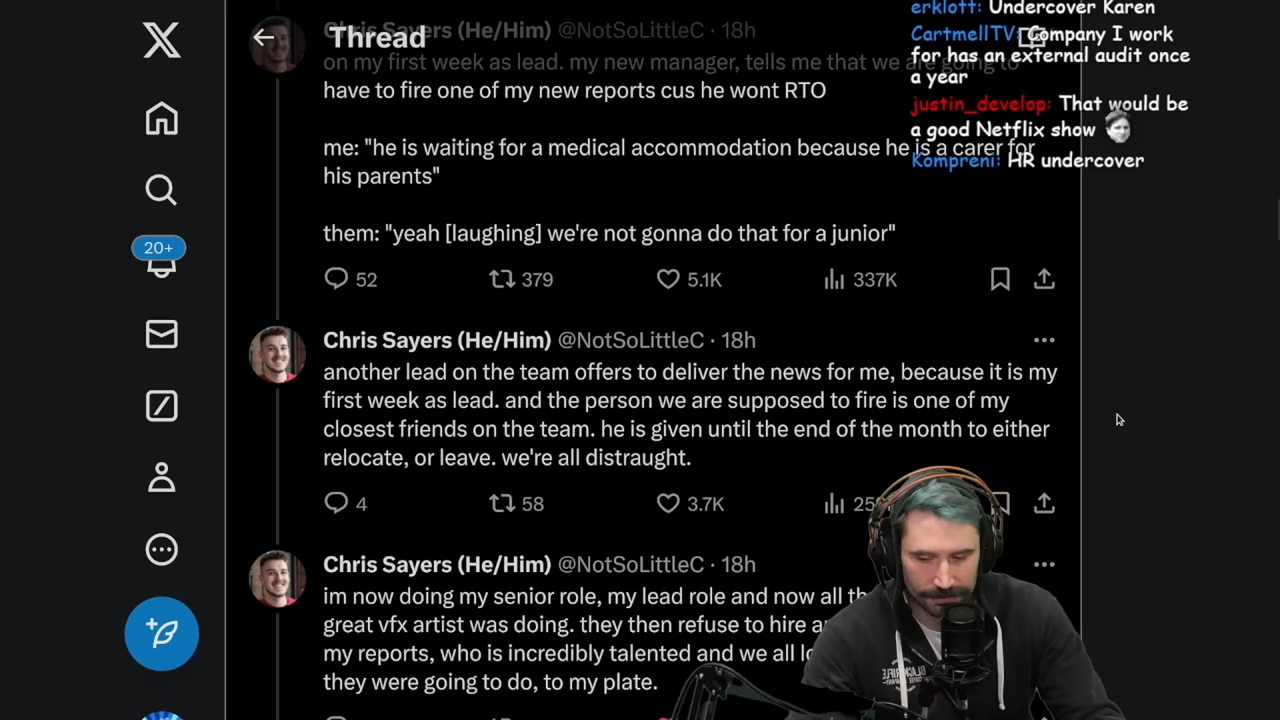 Thread
Chris Sayers (He/Him) @NotSoLittleC · 18h
on my first week as lead. my new manager, tells me that we are going to
have to fire one of my new reports cus he wont RTO
me: "he is waiting for a medical accommodation because he is a carer for
his parents"
them: "yeah [laughing] we're not gonna do that for a junior"
52 379 5.1K 337K
20+
Chris Sayers (He/Him) @NotSoLittleC · 18h
another lead on the team offers to deliver the news for me, because it is my
first week as lead. and the person we are supposed to fire is one of my
closest friends on the team. he is given until the end of the month to either
relocate, or leave. we're all distraught.
4 58 3.7K
Chris Sayers (He/Him) @NotSoLittleC · 18h
im now doing my senior role, my lead role and now all
great vfx artist was doing. they then refuse to hire
my reports, who is incredibly talented and we all
they were going to do, to my plate.
erkloft: Undercover Karen
CartmellTV: Company I work
for has an external audit once
a year
justin_develop: That would be
a good Netflix show
Kompreni: HR undercover